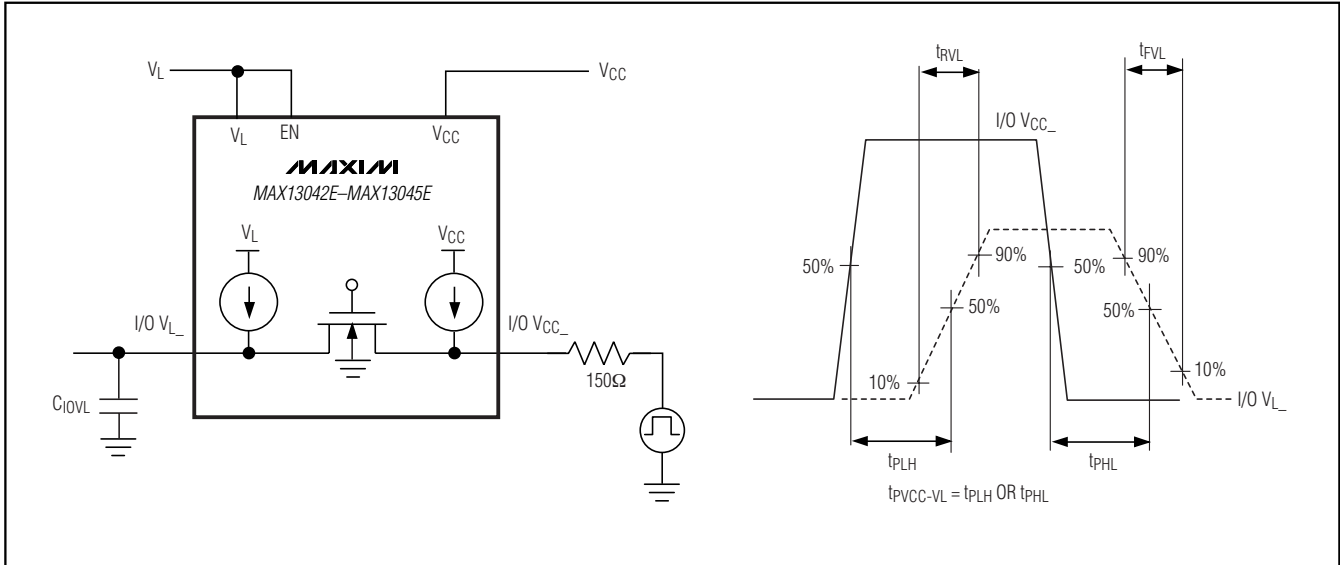 V_L
V_CC
V_L EN V_CC
MAXIM
MAX13042E–MAX13045E
V_L
V_CC
I/O V_L_
I/O V_CC_
150Ω
C_IOVL
t_RVL
t_FVL
I/O V_CC_
50%
90%
50%
90%
50%
50%
10%
10%
I/O V_L_
t_PLH
t_PHL
t_PVCC-VL = t_PLH OR t_PHL